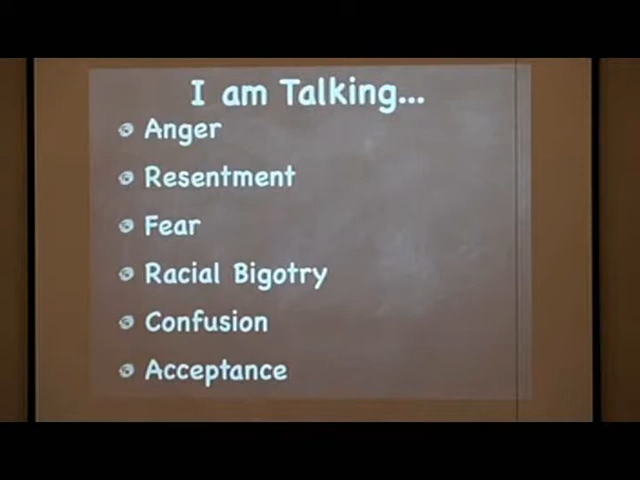 I am Talking...
Anger
Resentment
Fear
Racial Bigotry
Confusion
Acceptance